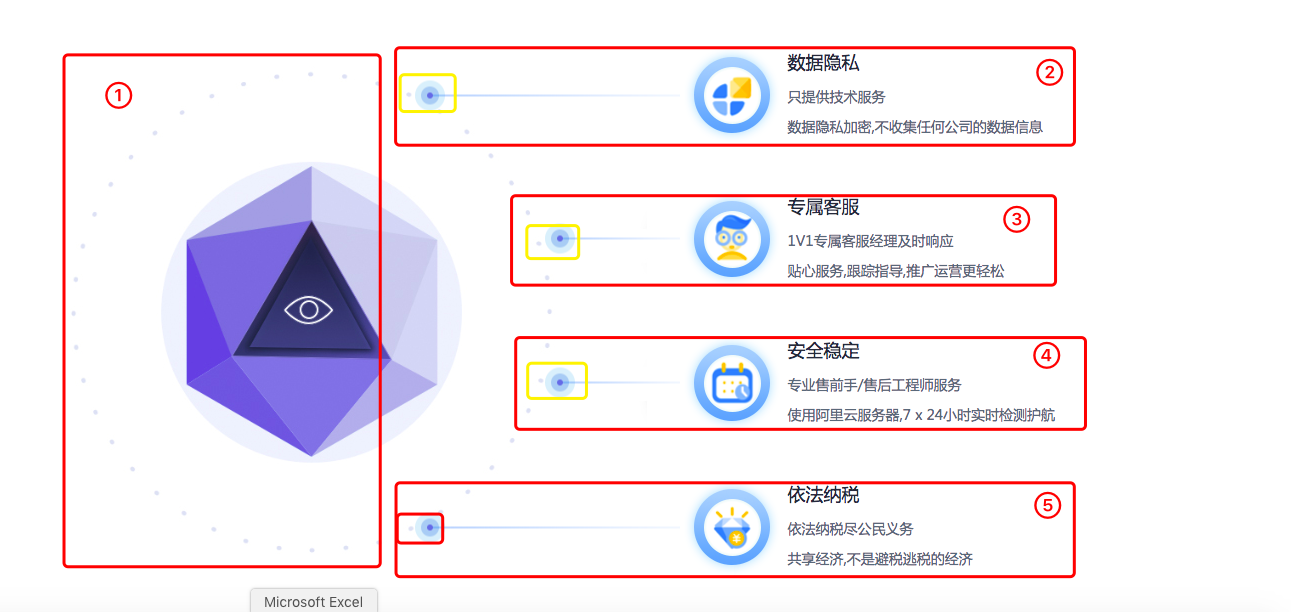 ①
数据隐私
②
只提供技术服务
数据隐私加密,不收集任何公司的数据信息
专属客服
③
1V1专属客服经理及时响应
贴心服务,跟踪指导,推广运营更轻松
安全稳定
④
专业售前手/售后工程师服务
使用阿里云服务器,7 x 24小时实时检测护航
依法纳税
⑤
依法纳税尽公民义务
¥
共享经济,不是避税逃税的经济
Microsoft Excel